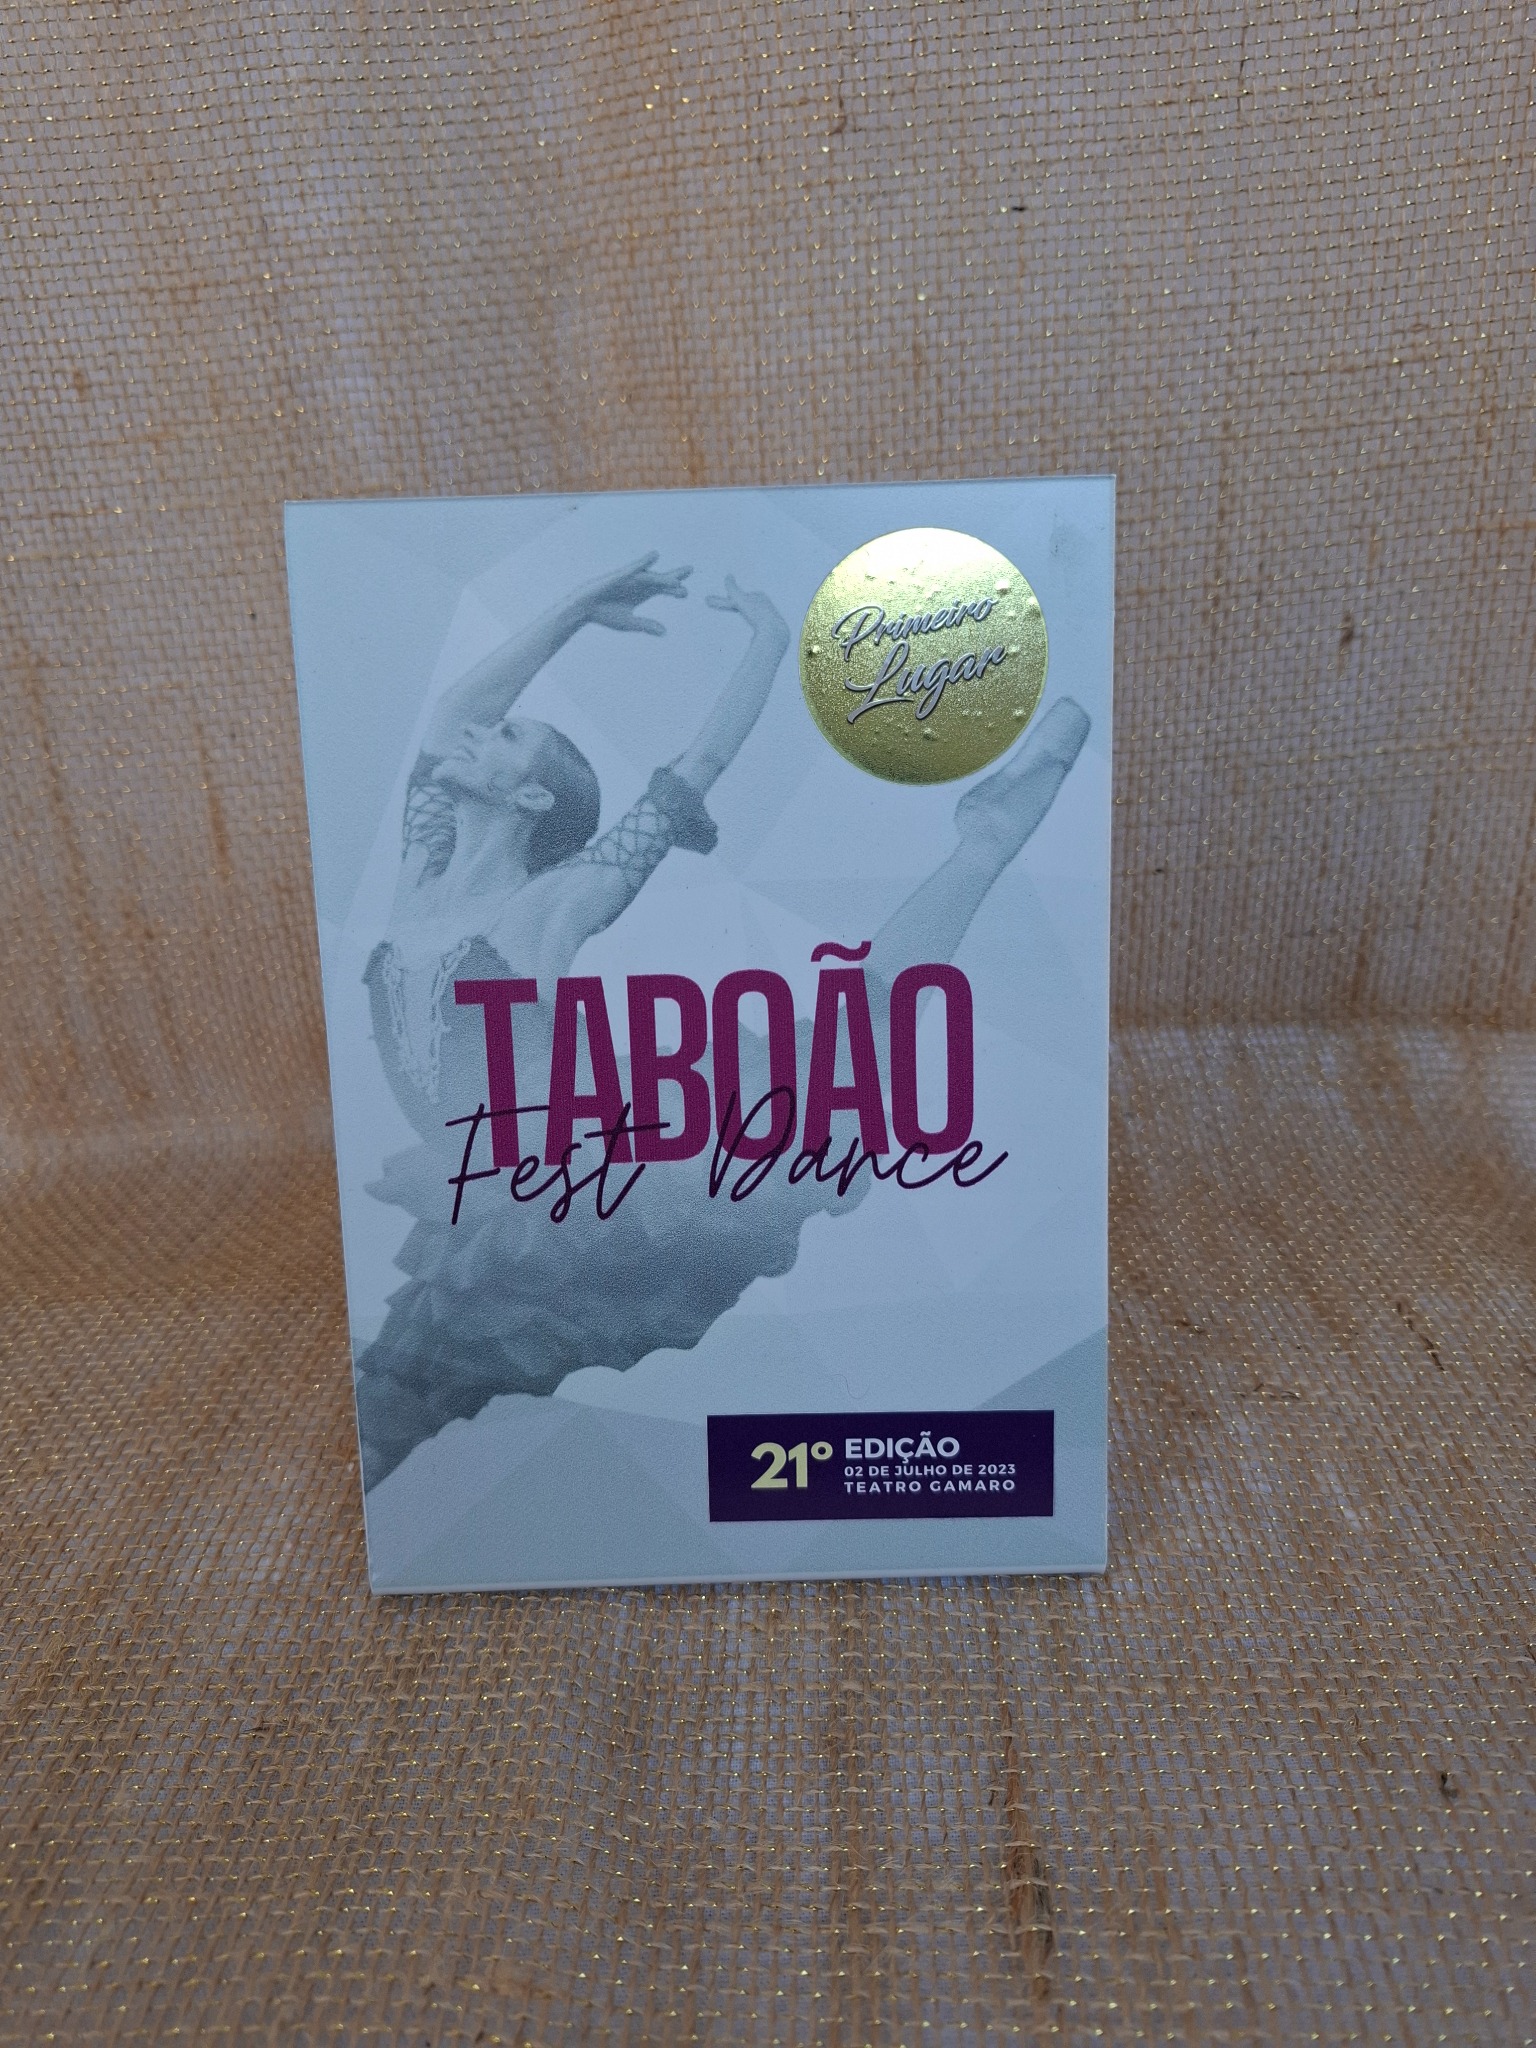 Primeiro
Lugar
TABOÃO
Fest Dance
21º EDIÇÃO
02 DE JULHO DE 2023
TEATRO GAMARO